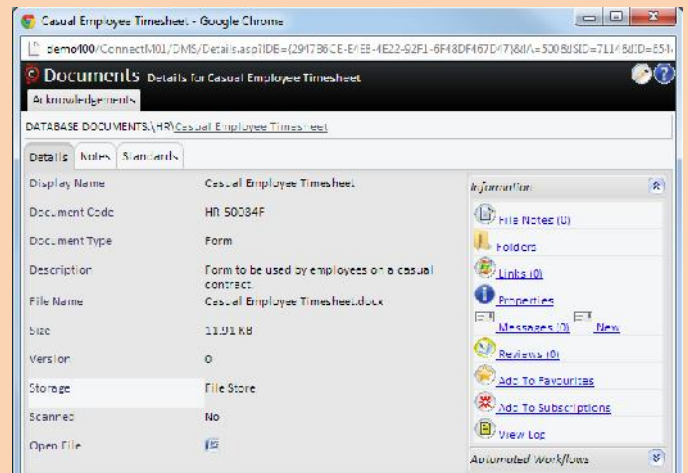 Casual Employee Timesheet - Google Chrome
Documents Details for Casual Employee Timesheet
Acknowledgements
DATABASE DOCUMENTS:\HR\Casual Employee Timesheet
Details Notes Standards
Display Name Casual Employee Timesheet
Document Code HR-50034F
Document Type Form
Description Form to be used by employees on a casual
contract.
File Name Casual Employee Timesheet.docx
Size 11.91 KB
Version 0
Storage File Store
Scanned No
Open File
Information
File Notes (0)
Folders
Links (0)
Properties
Messages (0) New
Reviews (0)
Add To Favourites
Add To Subscriptions
View Log
Automated Workflows